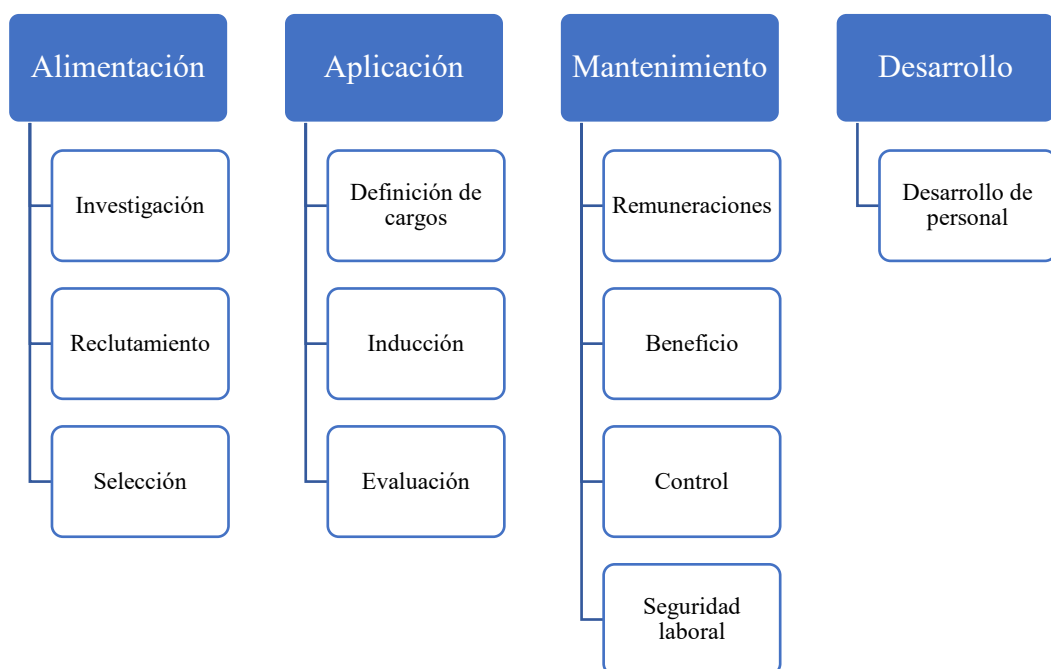 Alimentación
Investigación
Reclutamiento
Selección
Aplicación
Definición de
cargos
Inducción
Evaluación
Mantenimiento
Remuneraciones
Beneficio
Control
Seguridad
laboral
Desarrollo
Desarrollo de
personal